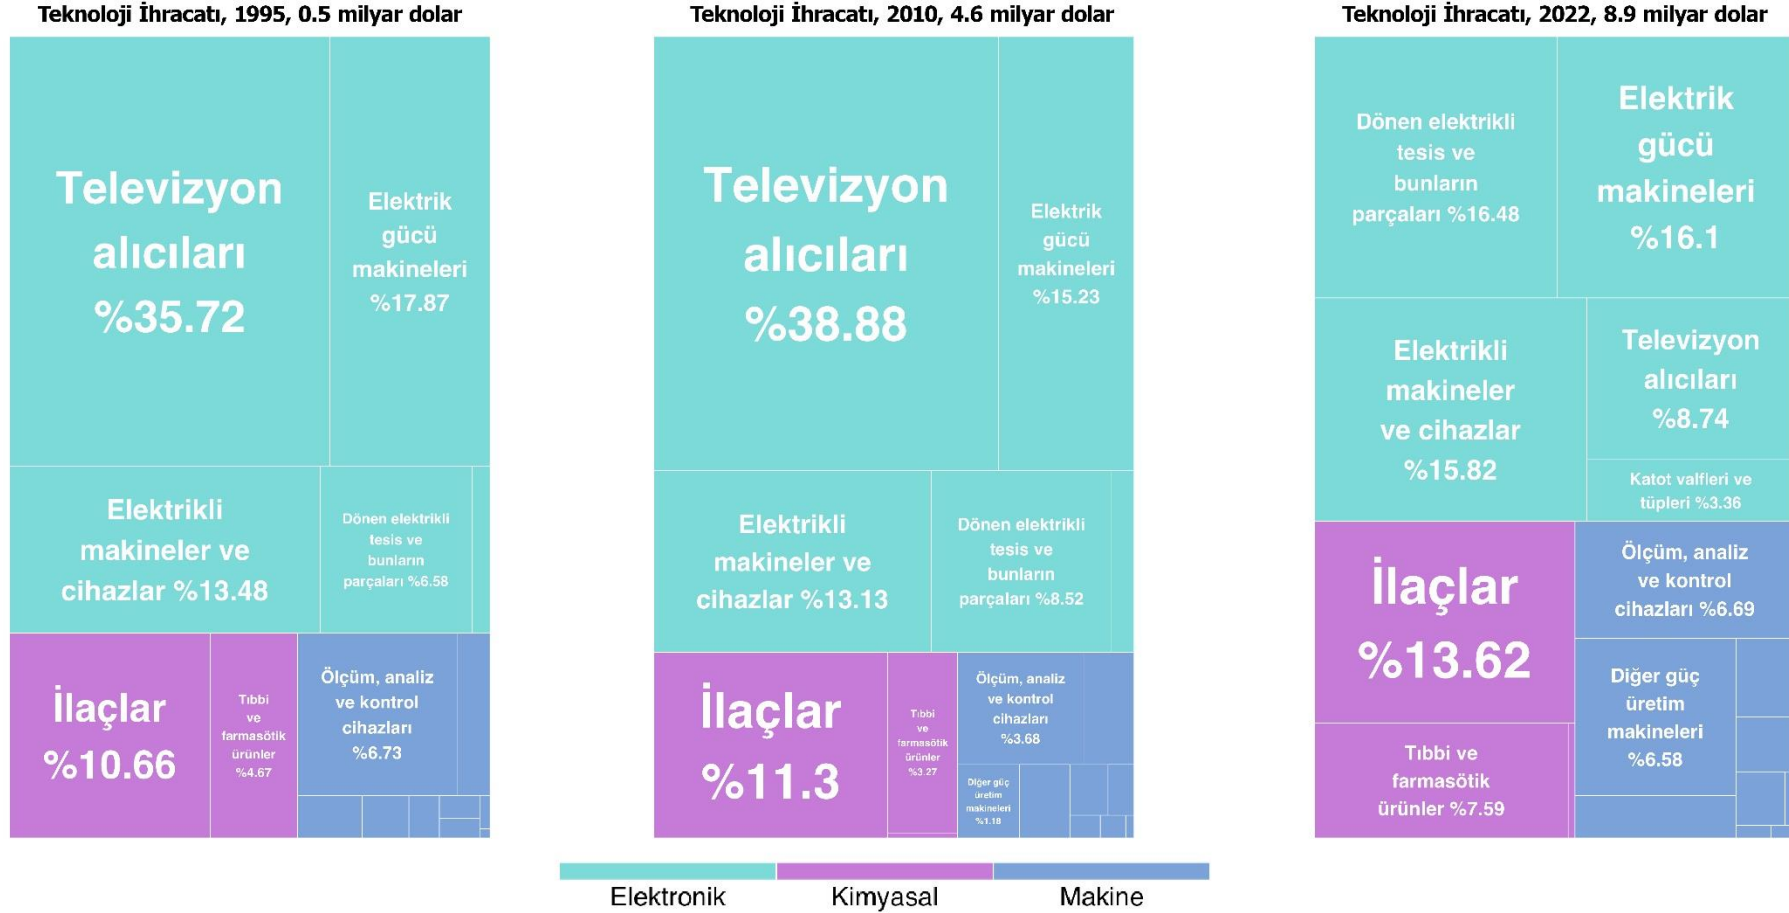 Teknoloji İhracatı, 1995, 0.5 milyar dolar
Televizyon
alıcıları
%35.72
Elektrik
gücü
makineleri
%17.87
Elektrikli
makineler ve
cihazlar %13.48
Dönen elektrikli
tesis ve
bunların
parçaları %6.58
İlaçlar
%10.66
Tıbbi
ve
farmasötik
ürünler
%4.67
Ölçüm, analiz
ve kontrol
cihazları
%6.73
Teknoloji İhracatı, 2010, 4.6 milyar dolar
Televizyon
alıcıları
%38.88
Elektrik
gücü
makineleri
%15.23
Elektrikli
makineler ve
cihazlar %13.13
Dönen elektrikli
tesis ve
bunların
parçaları %8.52
İlaçlar
%11.3
Tıbbi
ve
farmasötik
ürünler
%3.27
Ölçüm, analiz
ve kontrol
cihazları
%3.68
Diğer güç
üretim
makineleri
%1.18
Teknoloji İhracatı, 2022, 8.9 milyar dolar
Dönen elektrikli
tesis ve
bunların
parçaları %16.48
Elektrik
gücü
makineleri
%16.1
Elektrikli
makineler
ve cihazlar
%15.82
Televizyon
alıcıları
%8.74
Katot valfleri ve
tüpleri %3.36
İlaçlar
%13.62
Tıbbi ve
farmasötik
ürünler %7.59
Ölçüm, analiz
ve kontrol
cihazları %6.69
Diğer güç
üretim
makineleri
%6.58
Elektronik
Kimyasal
Makine